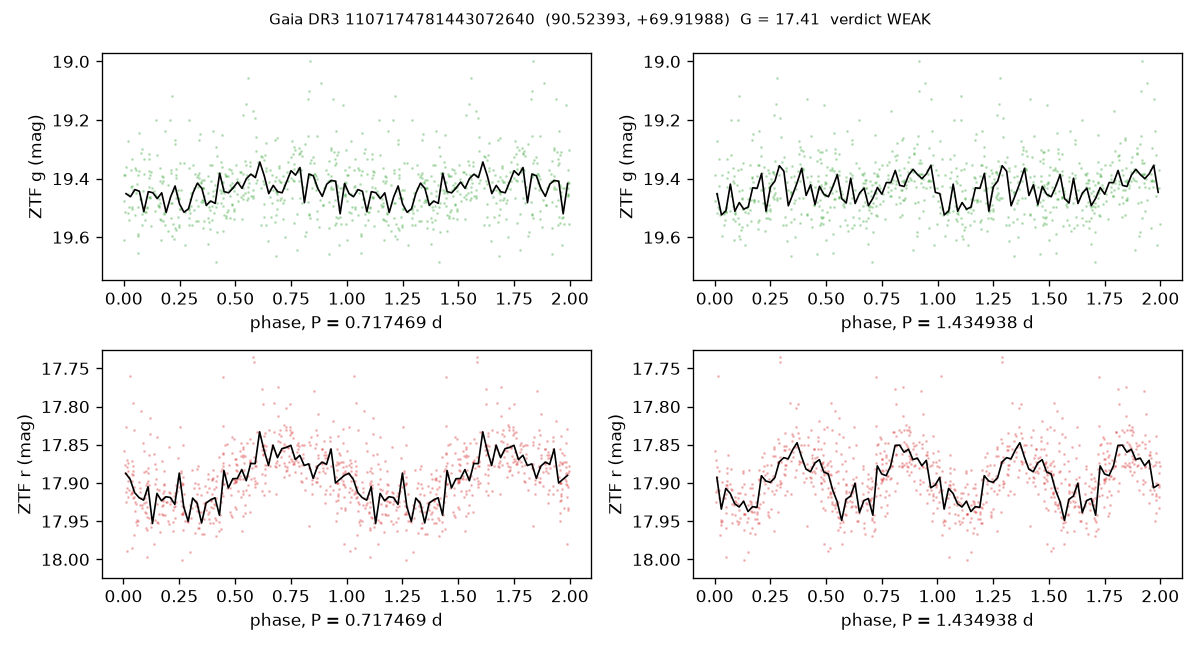 Gaia DR3 1107174781443072640 (90.52393, +69.91988) G = 17.41 verdict WEAK
ZTF g (mag)
19.0
19.2
19.4
19.6
0.00 0.25 0.50 0.75 1.00 1.25 1.50 1.75 2.00
phase, P = 0.717469 d
ZTF g (mag)
19.0
19.2
19.4
19.6
0.00 0.25 0.50 0.75 1.00 1.25 1.50 1.75 2.00
phase, P = 1.434938 d
ZTF r (mag)
17.75
17.80
17.85
17.90
17.95
18.00
0.00 0.25 0.50 0.75 1.00 1.25 1.50 1.75 2.00
phase, P = 0.717469 d
ZTF r (mag)
17.75
17.80
17.85
17.90
17.95
18.00
0.00 0.25 0.50 0.75 1.00 1.25 1.50 1.75 2.00
phase, P = 1.434938 d